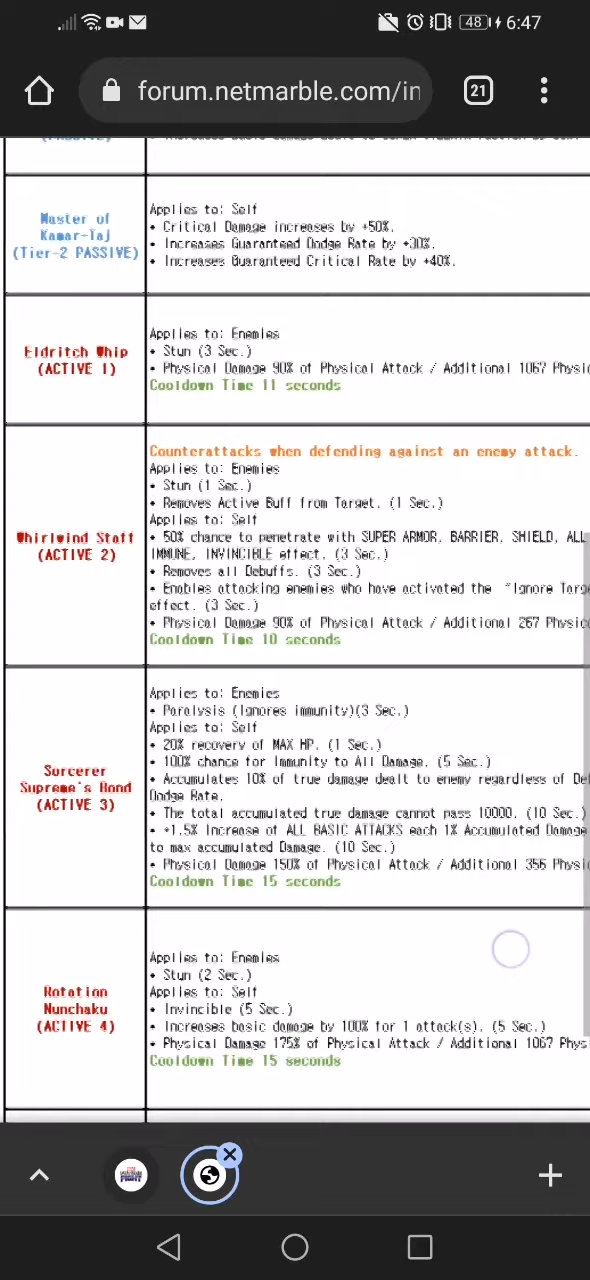 48 6:47
forum.netmarble.com/in
21
Master of
Kamar-Taj
(Tier-2 PASSIVE)
Applies to: Self
• Critical Damage increases by +50%.
• Increases Guaranteed Dodge Rate by +30%.
• Increases Guaranteed Critical Rate by +40%.
Eldritch Whip
(ACTIVE 1)
Applies to: Enemies
• Stun (3 Sec.)
• Physical Damage 90% of Physical Attack / Additional 1067 Physic
Cooldown Time 11 seconds
Whirlwind Staff
(ACTIVE 2)
Counterattacks when defending against an enemy attack.
Applies to: Enemies
• Stun (1 Sec.)
• Removes Active Buff from Target. (1 Sec.)
Applies to: Self
• 50% chance to penetrate with SUPER ARMOR, BARRIER, SHIELD, ALL
IMMUNE, INVINCIBLE effect. (3 Sec.)
• Removes all Debuffs. (3 Sec.)
• Enables attacking enemies who have activated the "Ignore Targe
effect. (3 Sec.)
• Physical Damage 90% of Physical Attack / Additional 267 Physic
Cooldown Time 10 seconds
Sorcerer
Supreme's Bond
(ACTIVE 3)
Applies to: Enemies
• Paralysis (Ignores immunity)(3 Sec.)
Applies to: Self
• 20% recovery of MAX HP. (1 Sec.)
• 100% chance for Immunity to All Damage. (5 Sec.)
• Accumulates 10% of true damage dealt to enemy regardless of De
Dodge Rate.
• The total accumulated true damage cannot pass 10000. (10 Sec.)
• +1.5% Increase of ALL BASIC ATTACKS each 1% Accumulated Damage
to max accumulated Damage. (10 Sec.)
• Physical Damage 150% of Physical Attack / Additional 356 Physi
Cooldown Time 15 seconds
Rotation
Nunchaku
(ACTIVE 4)
Applies to: Enemies
• Stun (2 Sec.)
Applies to: Self
• Invincible (5 Sec.)
• Increases basic damage by 100% for 1 attack(s). (5 Sec.)
• Physical Damage 175% of Physical Attack / Additional 1067 Phys
Cooldown Time 15 seconds